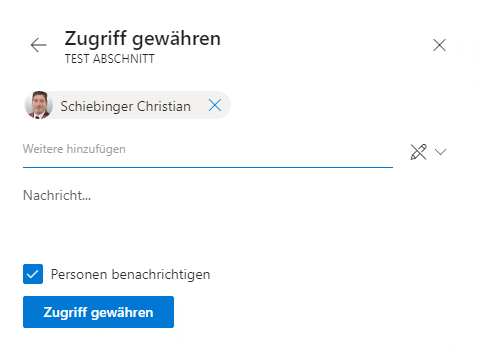 Zugriff gewähren
TEST ABSCHNITT
Schiebinger Christian
Weitere hinzufügen
Nachricht...
Personen benachrichtigen
Zugriff gewähren